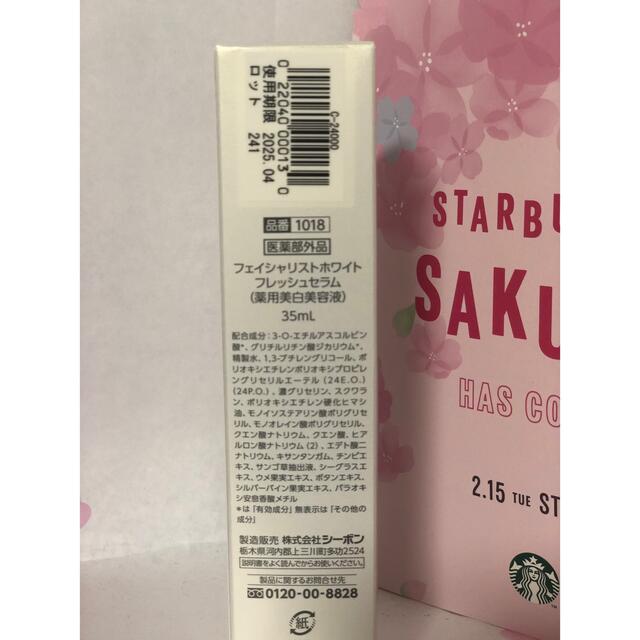 C-24000
0 22040 00013 0
使用期限 2025.04
ロット 241
品番 1018
医薬部外品
フェイシャリストホワイト
フレッシュセラム
(薬用美白美容液)
35mL
配合成分：3-O-エチルアスコルビン
酸*、グリチルリチン酸ジカリウム*、
精製水、1,3-ブチレングリコール、ポリ
オキシエチレンポリオキシプロピレ
ングリセリルエーテル(24E.O.)
(24P.O.)、濃グリセリン、スクワラ
ン、ポリオキシエチレン硬化ヒマシ
油、モノイソステアリン酸ポリグリセ
リル、モノオレイン酸ポリグリセリル、
クエン酸ナトリウム、クエン酸、ヒア
ルロン酸ナトリウム(2)、エデト酸二
ナトリウム、キサンタンガム、チンピエ
キス、サンゴ草抽出液、シーグラスエ
キス、ウメ果実エキス、ボタンエキス、
シルバーバイン果実エキス、パラオキ
シ安息香酸メチル
*は「有効成分」無表示は「その他の
成分」
製造販売 株式会社シーボン
栃木県河内郡上三川町多功2524
説明書をよく読んでからお使いください。
製品に関するお問合せ先
0120-00-8828
紙
STARBU
SAKU
HAS CO
2.15 TUE ST